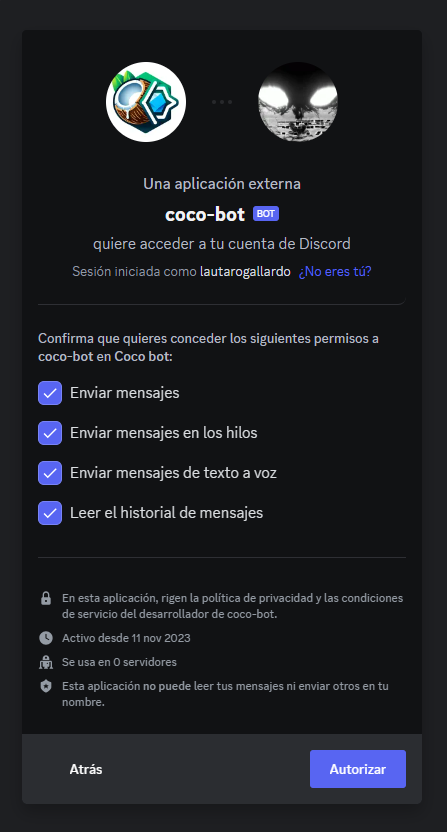 Una aplicación externa
coco-bot BOT
quiere acceder a tu cuenta de Discord
Sesión iniciada como lautarogallardo ¿No eres tú?
Confirma que quieres conceder los siguientes permisos a
coco-bot en Coco bot:
Enviar mensajes
Enviar mensajes en los hilos
Enviar mensajes de texto a voz
Leer el historial de mensajes
En esta aplicación, rigen la política de privacidad y las condiciones
de servicio del desarrollador de coco-bot.
Activo desde 11 nov 2023
Se usa en 0 servidores
Esta aplicación no puede leer tus mensajes ni enviar otros en tu
nombre.
Atrás
Autorizar